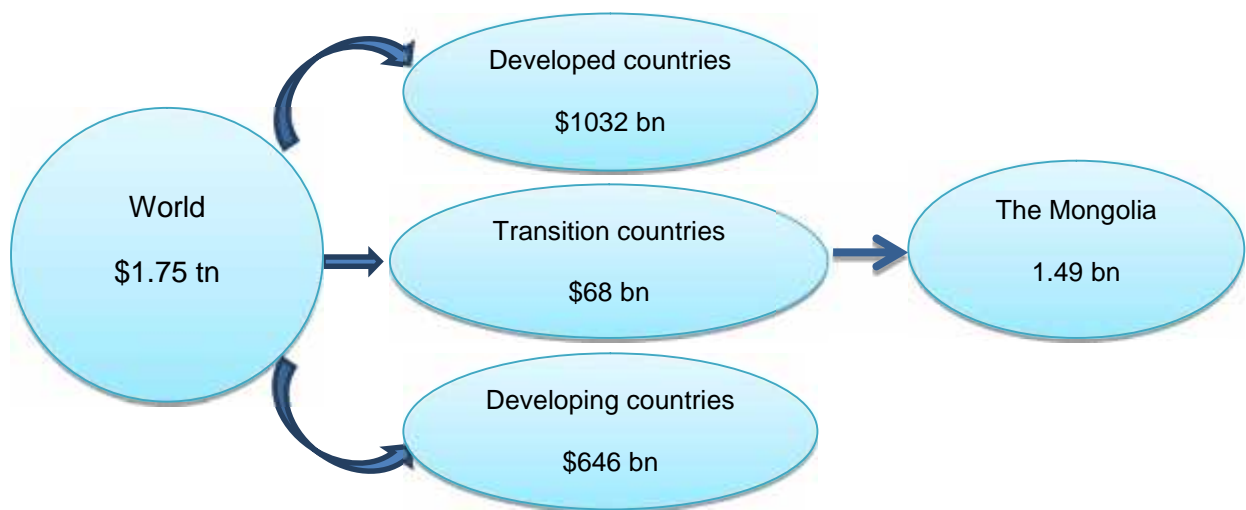 World
$1.75 tn
Developed countries
$1032 bn
Transition countries
$68 bn
Developing countries
$646 bn
The Mongolia
1.49 bn